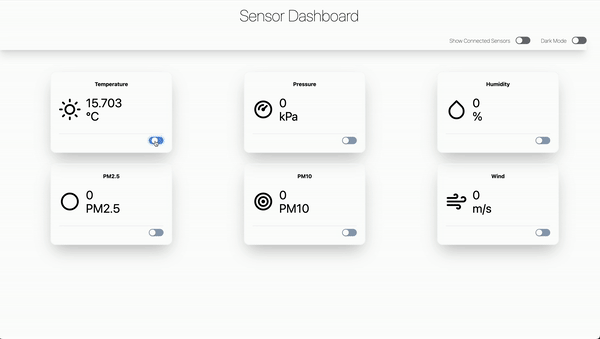 Sensor Dashboard
Show Connected Sensors
Dark Mode
Temperature
15.703
°C
Pressure
0
kPa
Humidity
0
%
PM2.5
0
PM2.5
PM10
0
PM10
Wind
0
m/s